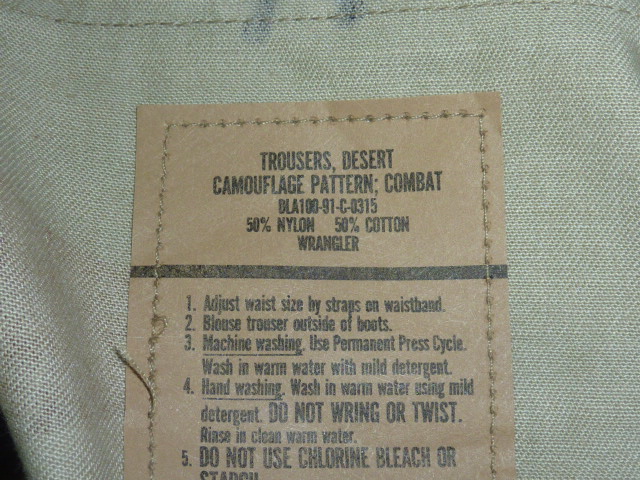 TROUSERS, DESERT
CAMOUFLAGE PATTERN; COMBAT
DLA100-91-C-0315
50% NYLON 50% COTTON
WRANGLER
1. Adjust waist size by straps on waistband.
2. Blouse trouser outside of boots.
3. Machine washing. Use Permanent Press Cycle.
Wash in warm water with mild detergent.
4. Hand washing. Wash in warm water using mild
detergent. DO NOT WRING OR TWIST.
Rinse in clean warm water.
5. DO NOT USE CHLORINE BLEACH OR
STARCH